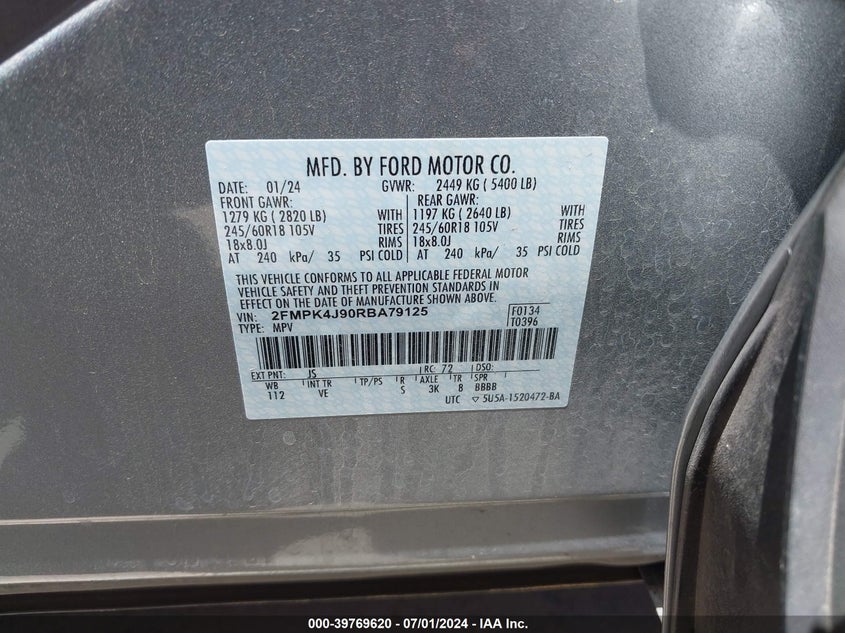 MFD. BY FORD MOTOR CO.
DATE: 01/24 GVWR: 2449 KG ( 5400 LB)
FRONT GAWR: REAR GAWR:
1279 KG ( 2820 LB) WITH 1197 KG ( 2640 LB) WITH
245/60R18 105V TIRES 245/60R18 105V TIRES
18x8.0J RIMS 18x8.0J RIMS
AT 240 kPa/ 35 PSI COLD AT 240 kPa/ 35 PSI COLD
THIS VEHICLE CONFORMS TO ALL APPLICABLE FEDERAL MOTOR
VEHICLE SAFETY AND THEFT PREVENTION STANDARDS IN
EFFECT ON THE DATE OF MANUFACTURE SHOWN ABOVE.
VIN: 2FMPK4J90RBA79125 F0134
TYPE: MPV T0396
EXT PNT: JS RC: 72 DSO:
WB INT TR TP/PS R AXLE TR SPR
112 VE S 3K 8 BBBB
UTC ▽ 5U5A-1520472-BA
000-39769620 - 07/01/2024 - IAA Inc.